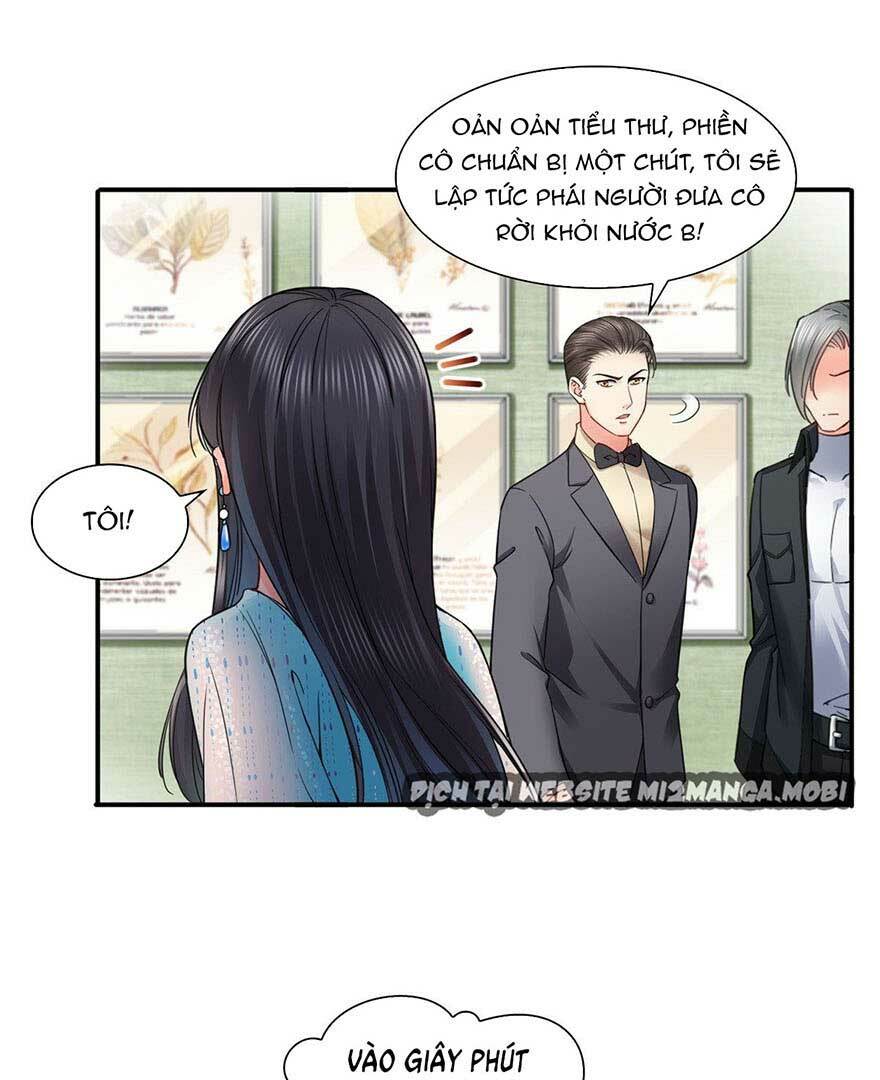 OẢN OẢN TIỂU THƯ, PHIỀN
CÔ CHUẨN BỊ MỘT CHÚT, TÔI SẼ
LẬP TỨC PHÁI NGƯỜI ĐƯA CÔ
RỜI KHỎI NƯỚC B!
TÔI!
DỊCH TẠI WEBSITE MI2MANGA.MOBI
VÀO GIÂY PHÚT